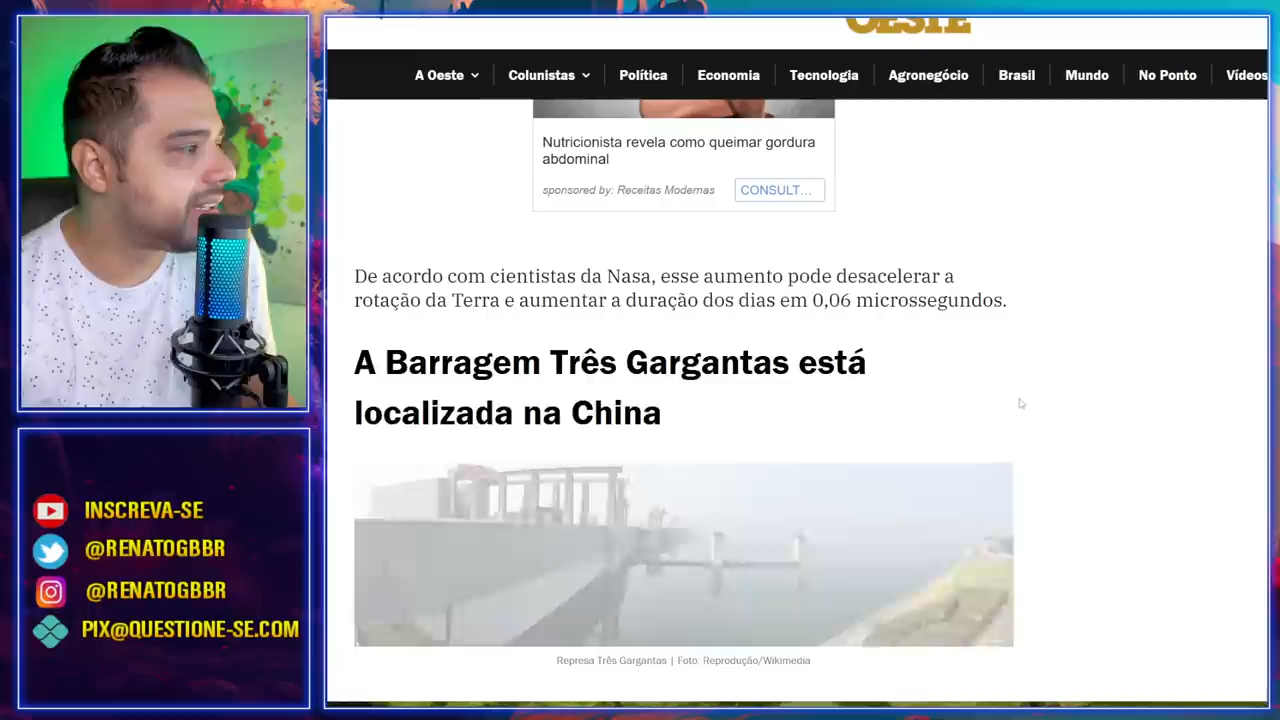 OESTE
A Oeste
Colunistas
Política
Economia
Tecnologia
Agronegócio
Brasil
Mundo
No Ponto
Vídeos
Nutricionista revela como queimar gordura
abdominal
sponsored by: Receitas Modernas
CONSULT...
De acordo com cientistas da Nasa, esse aumento pode desacelerar a
rotação da Terra e aumentar a duração dos dias em 0,06 microssegundos.
A Barragem Três Gargantas está
localizada na China
Represa Três Gargantas | Foto: Reprodução/Wikimedia
INSCREVA-SE
@RENATOGBBR
@RENATOGBBR
PIX@QUESTIONE-SE.COM